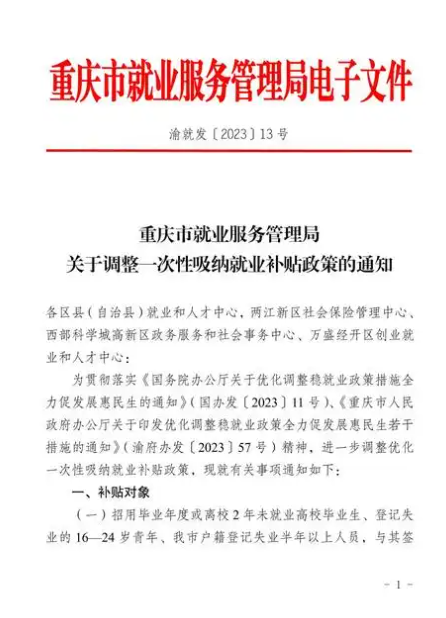 重庆市就业服务管理局电子文件
渝就发〔2023〕13 号
重庆市就业服务管理局
关于调整一次性吸纳就业补贴政策的通知
各区县（自治县）就业和人才中心，两江新区社会保险管理中心、
西部科学城高新区政务服务和社会事务中心、万盛经开区创业就
业和人才中心：
为贯彻落实《国务院办公厅关于优化调整稳就业政策措施全
力促发展惠民生的通知》（国办发〔2023〕11 号）、《重庆市人民
政府办公厅关于印发优化调整稳就业政策全力促发展惠民生若干
措施的通知》（渝府办发〔2023〕57 号）精神，进一步调整优化
一次性吸纳就业补贴政策，现就有关事项通知如下：
一、补贴对象
（一）招用毕业年度或离校 2 年未就业高校毕业生、登记失
业的 16—24 岁青年、我市户籍登记失业半年以上人员，与其签
- 1 -